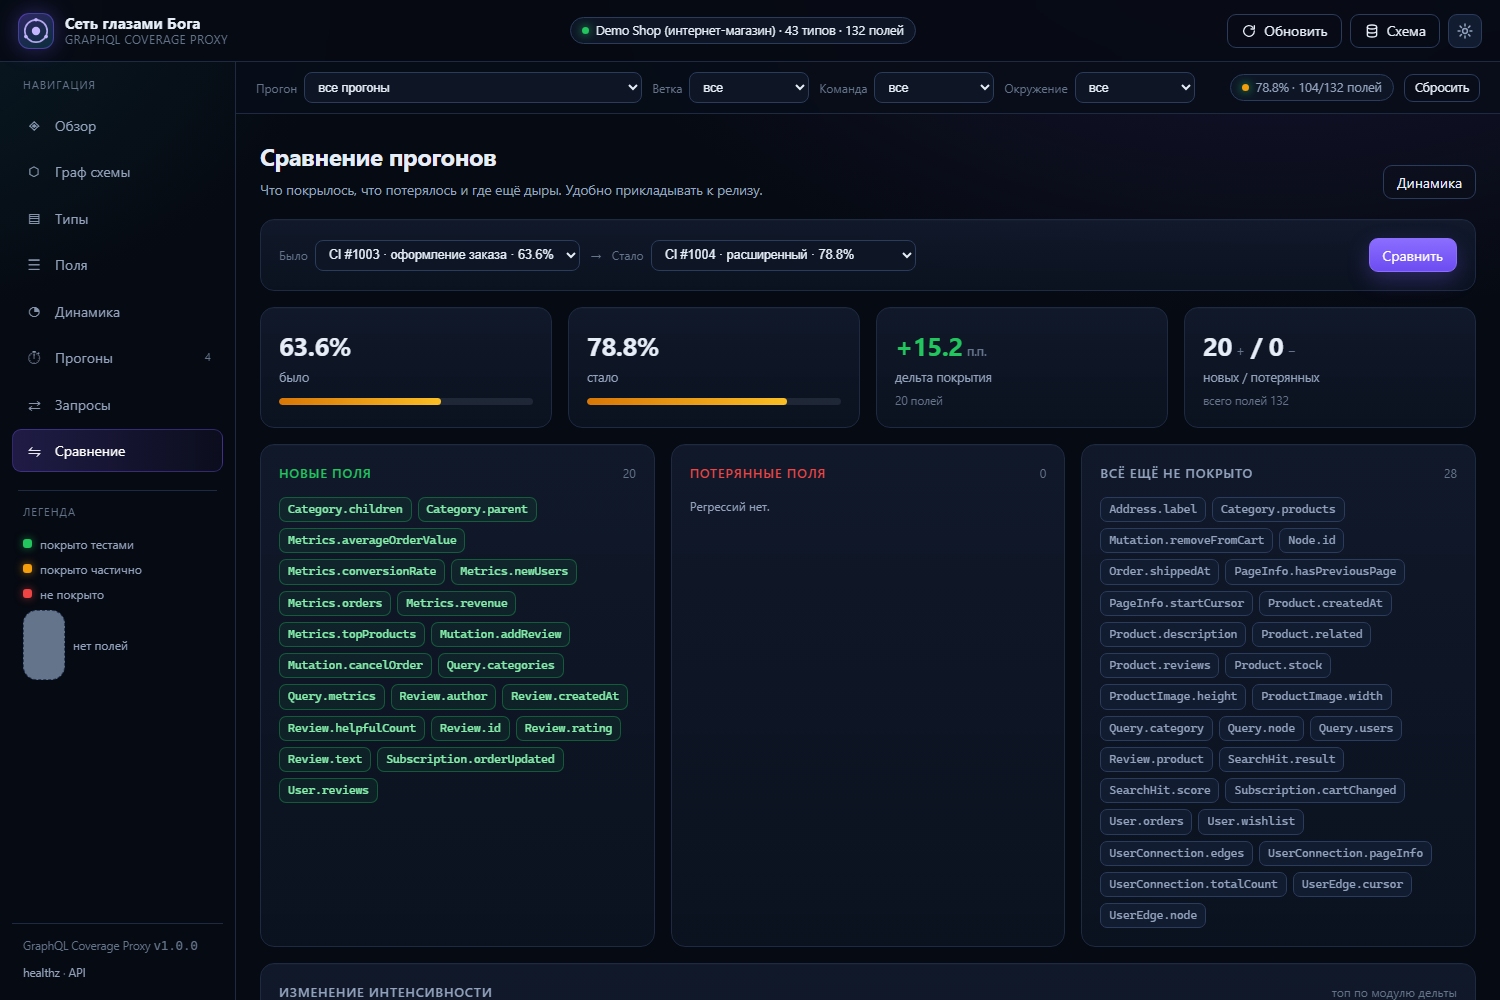 Сеть глазами Бога
GRAPHQL COVERAGE PROXY
Demo Shop (интернет-магазин) · 43 типов · 132 полей
Обновить
Схема
НАВИГАЦИЯ
Обзор
Граф схемы
Типы
Поля
Динамика
Прогоны 4
Запросы
Сравнение
ЛЕГЕНДА
покрыто тестами
покрыто частично
не покрыто
нет полей
GraphQL Coverage Proxy v1.0.0
healthz · API
Прогон все прогоны Ветка все Команда все Окружение все
78.8% · 104/132 полей
Сбросить
Сравнение прогонов
Что покрылось, что потерялось и где ещё дыры. Удобно прикладывать к релизу.
Динамика
Было CI #1003 · оформление заказа · 63.6% → Стало CI #1004 · расширенный · 78.8%
Сравнить
63.6%
было
78.8%
стало
+15.2 п.п.
дельта покрытия
20 полей
20 + / 0 −
новых / потерянных
всего полей 132
НОВЫЕ ПОЛЯ 20
Category.children Category.parent
Metrics.averageOrderValue
Metrics.conversionRate Metrics.newUsers
Metrics.orders Metrics.revenue
Metrics.topProducts Mutation.addReview
Mutation.cancelOrder Query.categories
Query.metrics Review.author Review.createdAt
Review.helpfulCount Review.id Review.rating
Review.text Subscription.orderUpdated
User.reviews
ПОТЕРЯННЫЕ ПОЛЯ 0
Регрессий нет.
ВСЁ ЕЩЁ НЕ ПОКРЫТО 28
Address.label Category.products
Mutation.removeFromCart Node.id
Order.shippedAt PageInfo.hasPreviousPage
PageInfo.startCursor Product.createdAt
Product.description Product.related
Product.reviews Product.stock
ProductImage.height ProductImage.width
Query.category Query.node Query.users
Review.product SearchHit.result
SearchHit.score Subscription.cartChanged
User.orders User.wishlist
UserConnection.edges UserConnection.pageInfo
UserConnection.totalCount UserEdge.cursor
UserEdge.node
ИЗМЕНЕНИЕ ИНТЕНСИВНОСТИ
топ по модулю дельты